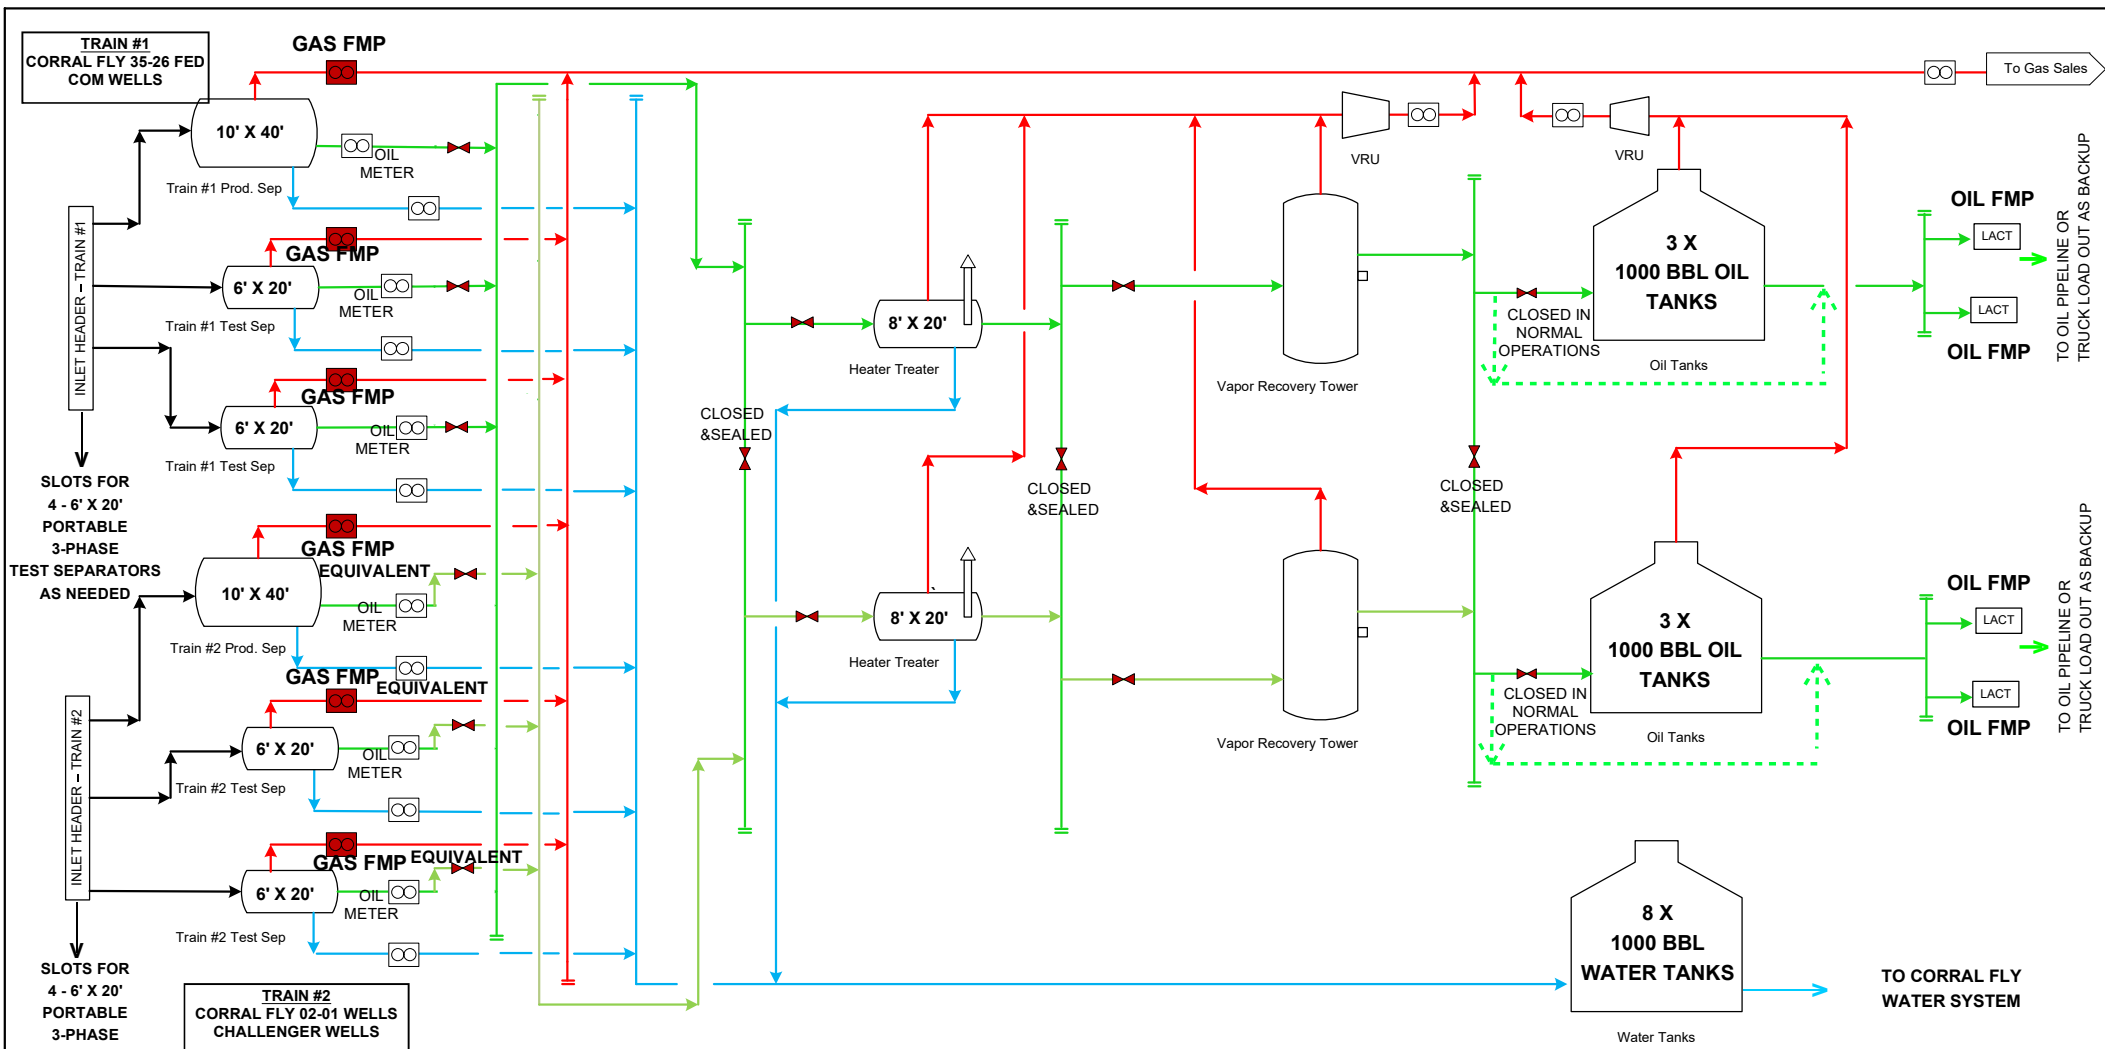 TRAIN #1
CORRAL FLY 35-26 FED
COM WELLS
GAS FMP
10' X 40'
OIL
METER
Train #1 Prod. Sep
INLET HEADER – TRAIN #1
GAS FMP
6' X 20'
OIL
METER
Train #1 Test Sep
GAS FMP
6' X 20'
OIL
METER
Train #1 Test Sep
SLOTS FOR
4 - 6' X 20'
PORTABLE
3-PHASE
TEST SEPARATORS
AS NEEDED
GAS FMP
EQUIVALENT
10' X 40'
OIL
METER
Train #2 Prod. Sep
INLET HEADER – TRAIN #2
GAS FMP
EQUIVALENT
6' X 20'
OIL
METER
Train #2 Test Sep
GAS FMP
EQUIVALENT
6' X 20'
OIL
METER
Train #2 Test Sep
SLOTS FOR
4 - 6' X 20'
PORTABLE
3-PHASE
TRAIN #2
CORRAL FLY 02-01 WELLS
CHALLENGER WELLS
CLOSED
&SEALED
8' X 20'
Heater Treater
8' X 20'
Heater Treater
CLOSED
&SEALED
VRU
Vapor Recovery Tower
Vapor Recovery Tower
CLOSED
&SEALED
VRU
3 X
1000 BBL OIL
TANKS
CLOSED IN
NORMAL
OPERATIONS
Oil Tanks
3 X
1000 BBL OIL
TANKS
CLOSED IN
NORMAL
OPERATIONS
Oil Tanks
To Gas Sales
OIL FMP
LACT
LACT
OIL FMP
TO OIL PIPELINE OR
TRUCK LOAD OUT AS BACKUP
OIL FMP
LACT
LACT
OIL FMP
TO OIL PIPELINE OR
TRUCK LOAD OUT AS BACKUP
8 X
1000 BBL
WATER TANKS
Water Tanks
TO CORRAL FLY
WATER SYSTEM